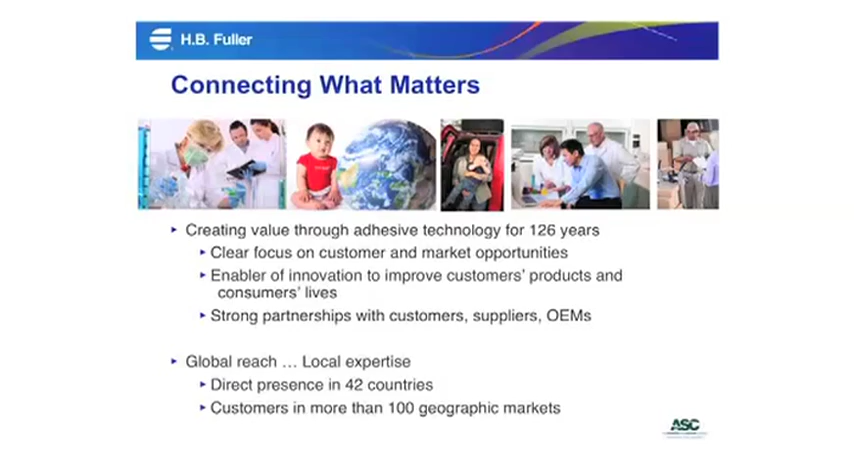 H.B. Fuller
Connecting What Matters
‣ Creating value through adhesive technology for 126 years
‣ Clear focus on customer and market opportunities
‣ Enabler of innovation to improve customers' products and
consumers' lives
‣ Strong partnerships with customers, suppliers, OEMs
‣ Global reach … Local expertise
‣ Direct presence in 42 countries
‣ Customers in more than 100 geographic markets
ASC